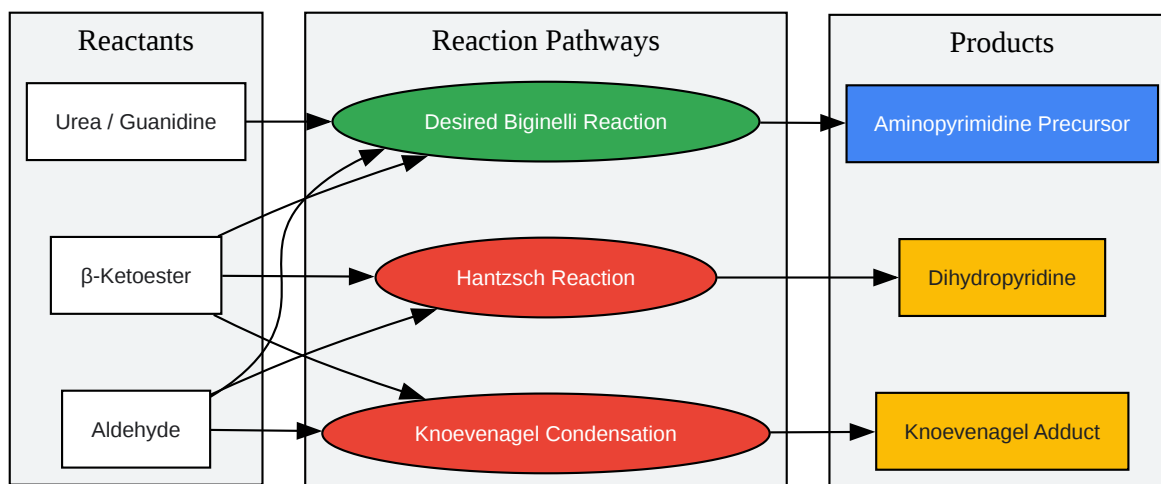 Reactants
Reaction Pathways
Products
Urea / Guanidine
Desired Biginelli Reaction
Aminopyrimidine Precursor
β-Ketoester
Hantzsch Reaction
Dihydropyridine
Aldehyde
Knoevenagel Condensation
Knoevenagel Adduct